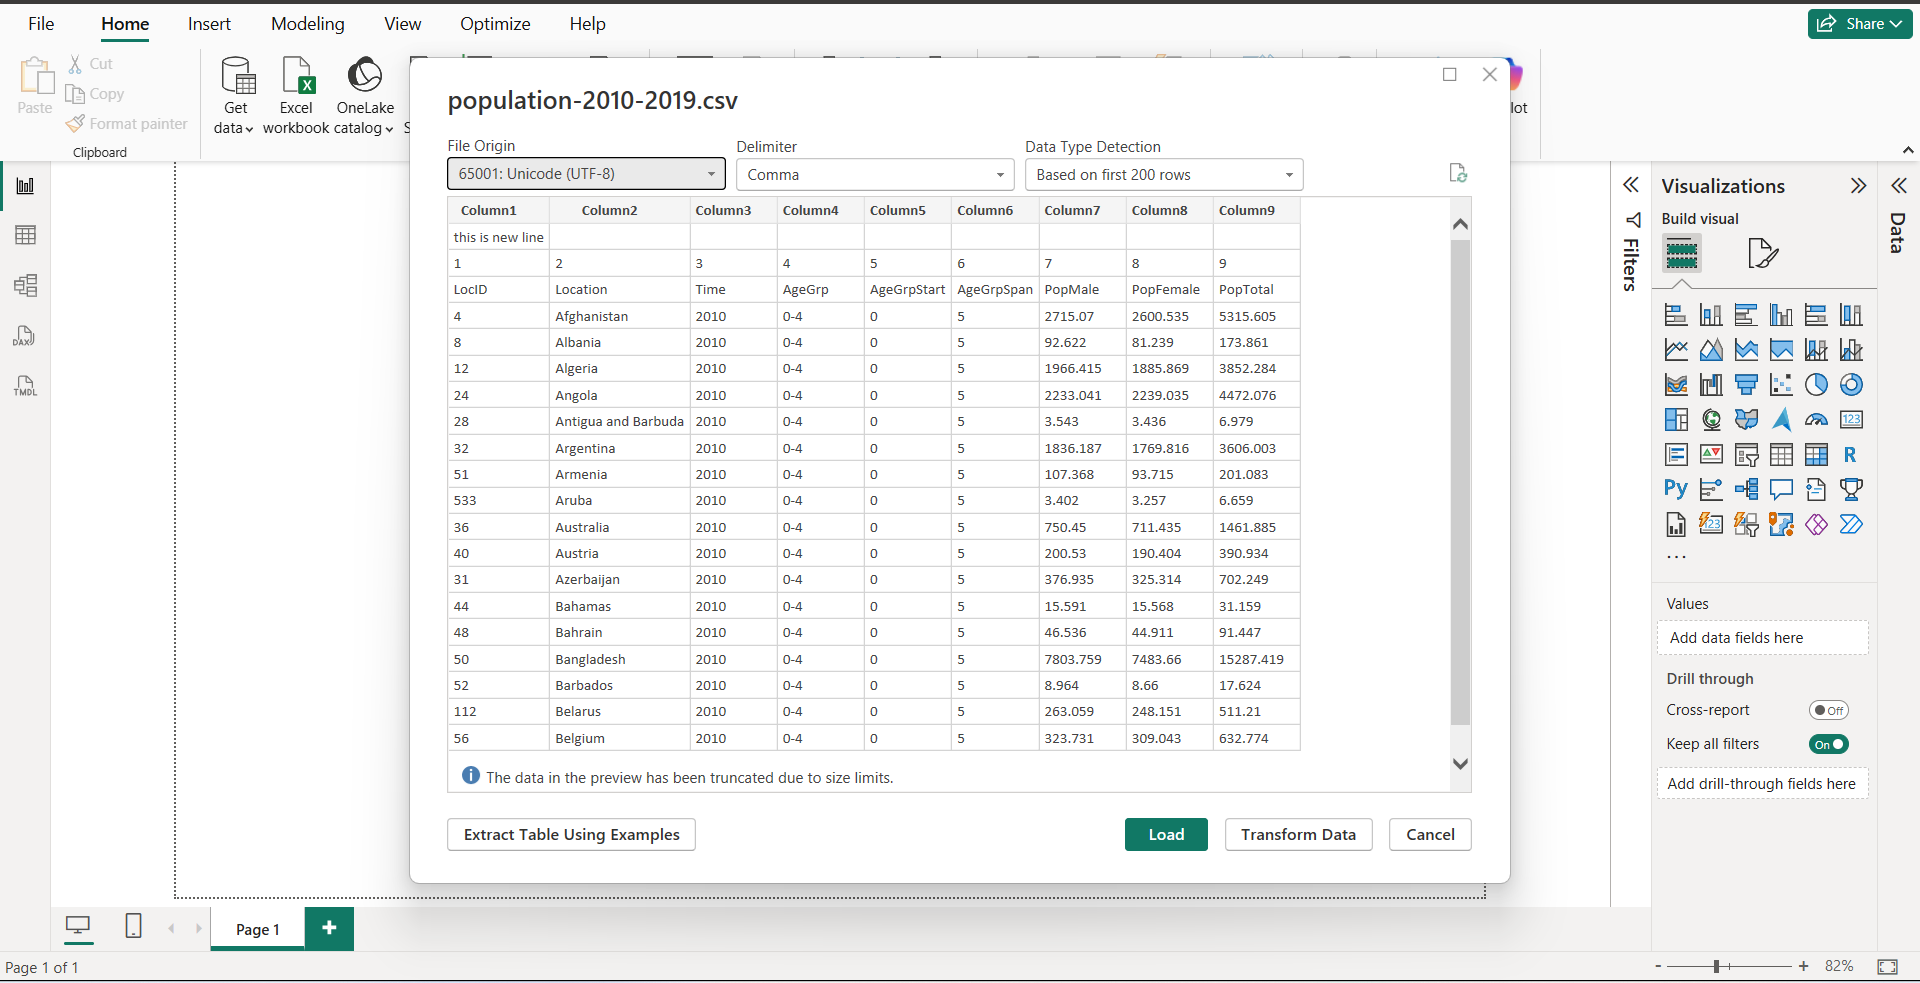 File Home Insert Modeling View Optimize Help Share
Paste
Cut
Copy
Format painter
Clipboard
Get data
Excel workbook
OneLake catalog
S
lot
population-2010-2019.csv
File Origin Delimiter Data Type Detection
65001: Unicode (UTF-8) Comma Based on first 200 rows
Column1 Column2 Column3 Column4 Column5 Column6 Column7 Column8 Column9
this is new line
1 2 3 4 5 6 7 8 9
LocID Location Time AgeGrp AgeGrpStart AgeGrpSpan PopMale PopFemale PopTotal
4 Afghanistan 2010 0-4 0 5 2715.07 2600.535 5315.605
8 Albania 2010 0-4 0 5 92.622 81.239 173.861
12 Algeria 2010 0-4 0 5 1966.415 1885.869 3852.284
24 Angola 2010 0-4 0 5 2233.041 2239.035 4472.076
28 Antigua and Barbuda 2010 0-4 0 5 3.543 3.436 6.979
32 Argentina 2010 0-4 0 5 1836.187 1769.816 3606.003
51 Armenia 2010 0-4 0 5 107.368 93.715 201.083
533 Aruba 2010 0-4 0 5 3.402 3.257 6.659
36 Australia 2010 0-4 0 5 750.45 711.435 1461.885
40 Austria 2010 0-4 0 5 200.53 190.404 390.934
31 Azerbaijan 2010 0-4 0 5 376.935 325.314 702.249
44 Bahamas 2010 0-4 0 5 15.591 15.568 31.159
48 Bahrain 2010 0-4 0 5 46.536 44.911 91.447
50 Bangladesh 2010 0-4 0 5 7803.759 7483.66 15287.419
52 Barbados 2010 0-4 0 5 8.964 8.66 17.624
112 Belarus 2010 0-4 0 5 263.059 248.151 511.21
56 Belgium 2010 0-4 0 5 323.731 309.043 632.774
The data in the preview has been truncated due to size limits.
Extract Table Using Examples Load Transform Data Cancel
DAX
TMDL
Filters
Visualizations
Build visual
123
R
Py
123
...
Values
Add data fields here
Drill through
Cross-report Off
Keep all filters On
Add drill-through fields here
Data
Page 1 +
Page 1 of 1
- + 82%